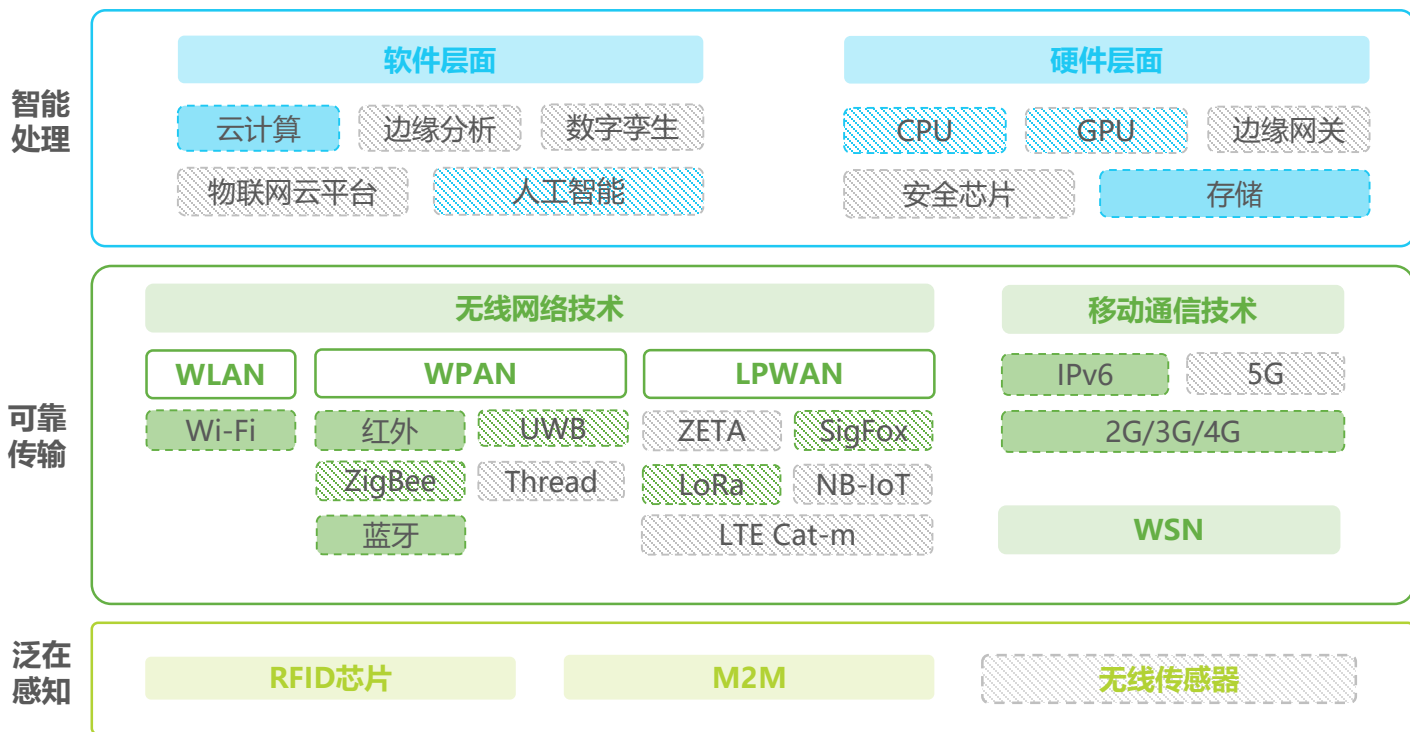 智能
处理
软件层面
硬件层面
云计算
边缘分析
数字孪生
CPU
GPU
边缘网关
物联网云平台
人工智能
安全芯片
存储
可靠
传输
无线网络技术
移动通信技术
WLAN
WPAN
LPWAN
IPv6
5G
Wi-Fi
红外
UWB
ZETA
SigFox
2G/3G/4G
ZigBee
Thread
LoRa
NB-IoT
蓝牙
LTE Cat-m
WSN
泛在
感知
RFID芯片
M2M
无线传感器